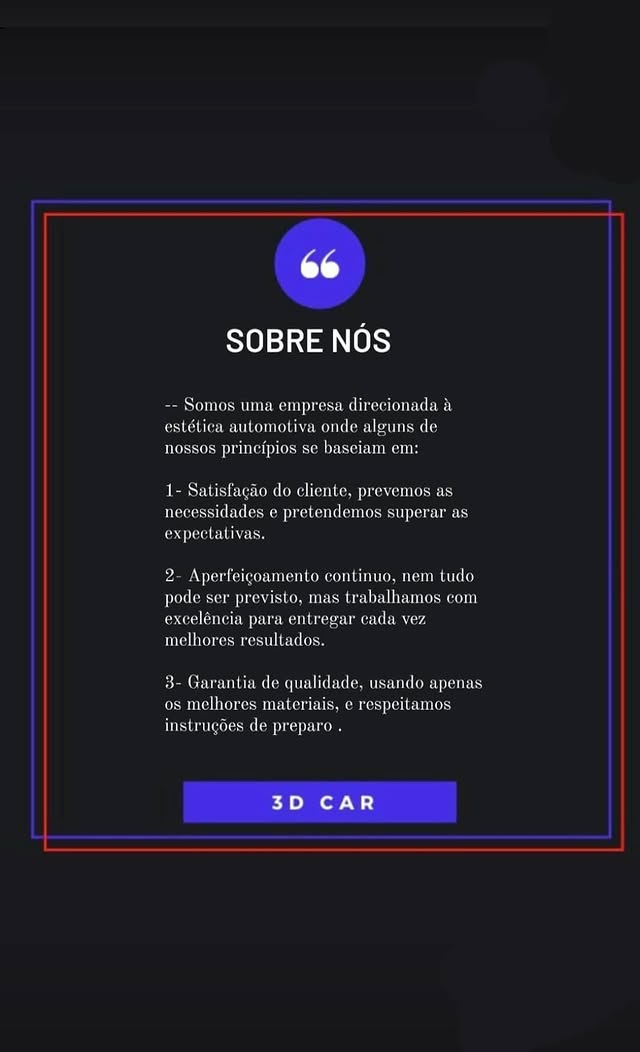 SOBRE NÓS
-- Somos uma empresa direcionada à
estética automotiva onde alguns de
nossos princípios se baseiam em:
1- Satisfação do cliente, prevemos as
necessidades e pretendemos superar as
expectativas.
2- Aperfeiçoamento continuo, nem tudo
pode ser previsto, mas trabalhamos com
excelência para entregar cada vez
melhores resultados.
3- Garantia de qualidade, usando apenas
os melhores materiais, e respeitamos
instruções de preparo .
3D CAR